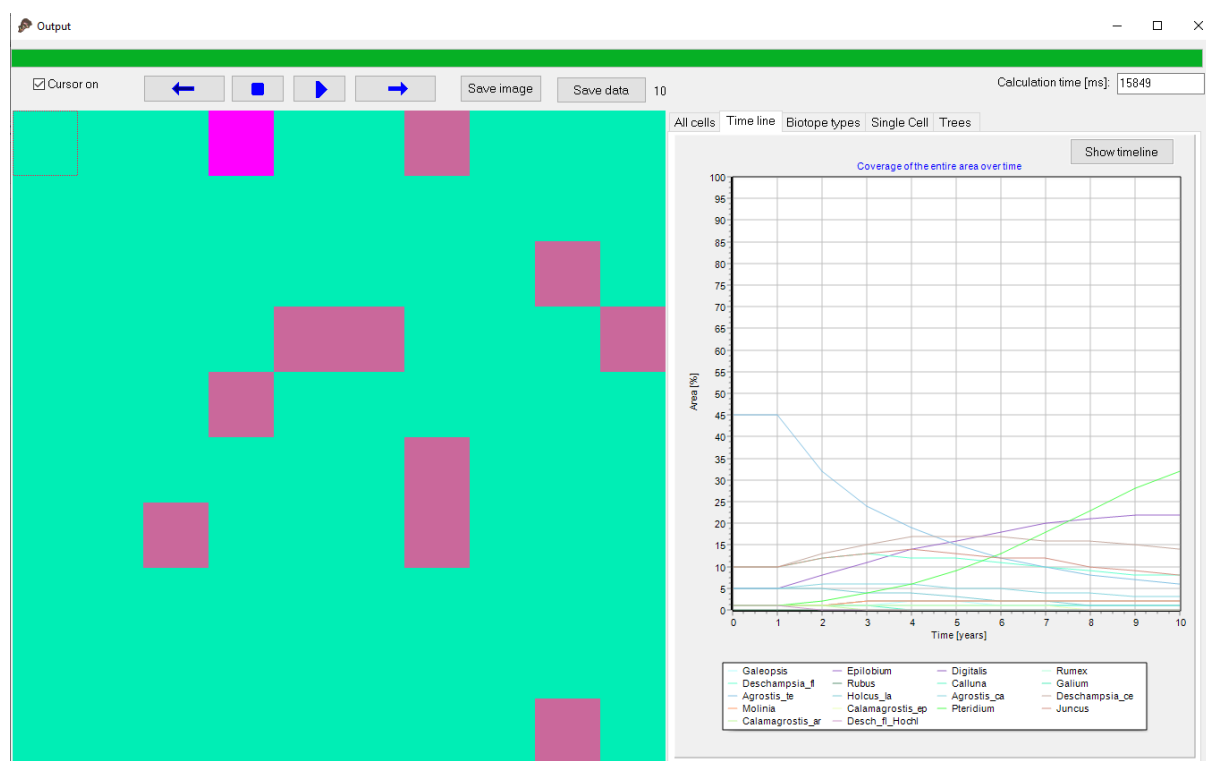 Output
Cursor on
Save image
Save data
10
Calculation time [ms]: 15849
All cells Time line Biotope types Single Cell Trees
Show timeline
Coverage of the entire area over time
100
95
90
85
80
75
70
65
60
55
50
45
40
35
30
25
20
15
10
5
0
Area [%]
0 1 2 3 4 5 6 7 8 9 10
Time [years]
Galeopsis Epilobium Digitalis Rumex
Deschampsia_fl Rubus Calluna Galium
Agrostis_te Holcus_la Agrostis_ca Deschampsia_ce
Molinia Calamagrostis_ep Pteridium Juncus
Calamagrostis_ar Desch_fl_Hochl